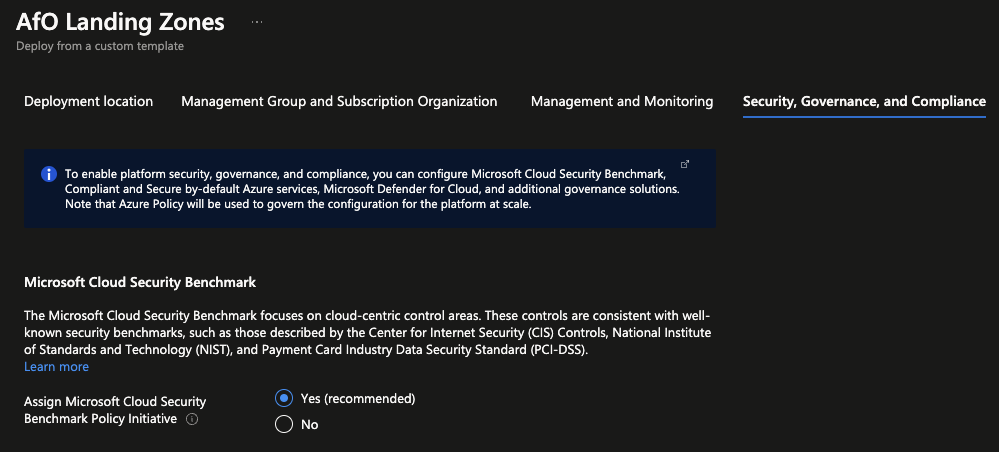 AfO Landing Zones ...
Deploy from a custom template
Deployment location Management Group and Subscription Organization Management and Monitoring Security, Governance, and Compliance
To enable platform security, governance, and compliance, you can configure Microsoft Cloud Security Benchmark,
Compliant and Secure by-default Azure services, Microsoft Defender for Cloud, and additional governance solutions.
Note that Azure Policy will be used to govern the configuration for the platform at scale.
Microsoft Cloud Security Benchmark
The Microsoft Cloud Security Benchmark focuses on cloud-centric control areas. These controls are consistent with well-
known security benchmarks, such as those described by the Center for Internet Security (CIS) Controls, National Institute
of Standards and Technology (NIST), and Payment Card Industry Data Security Standard (PCI-DSS).
Learn more
Assign Microsoft Cloud Security
Benchmark Policy Initiative
Yes (recommended)
No